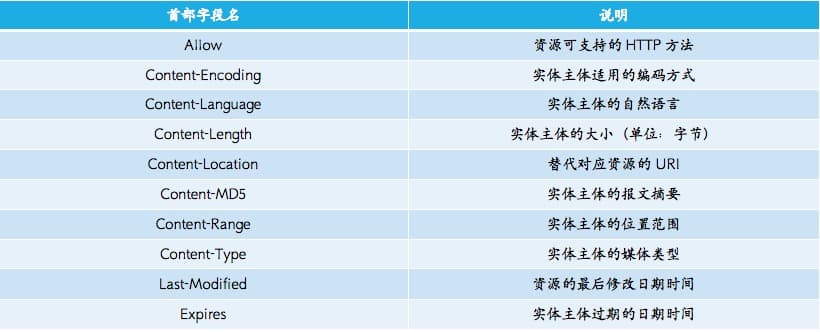 首部字段名 说明
Allow 资源可支持的 HTTP 方法
Content-Encoding 实体主体适用的编码方式
Content-Language 实体主体的自然语言
Content-Length 实体主体的大小（单位：字节）
Content-Location 替代对应资源的 URI
Content-MD5 实体主体的报文摘要
Content-Range 实体主体的位置范围
Content-Type 实体主体的媒体类型
Last-Modified 资源的最后修改日期时间
Expires 实体主体过期的日期时间